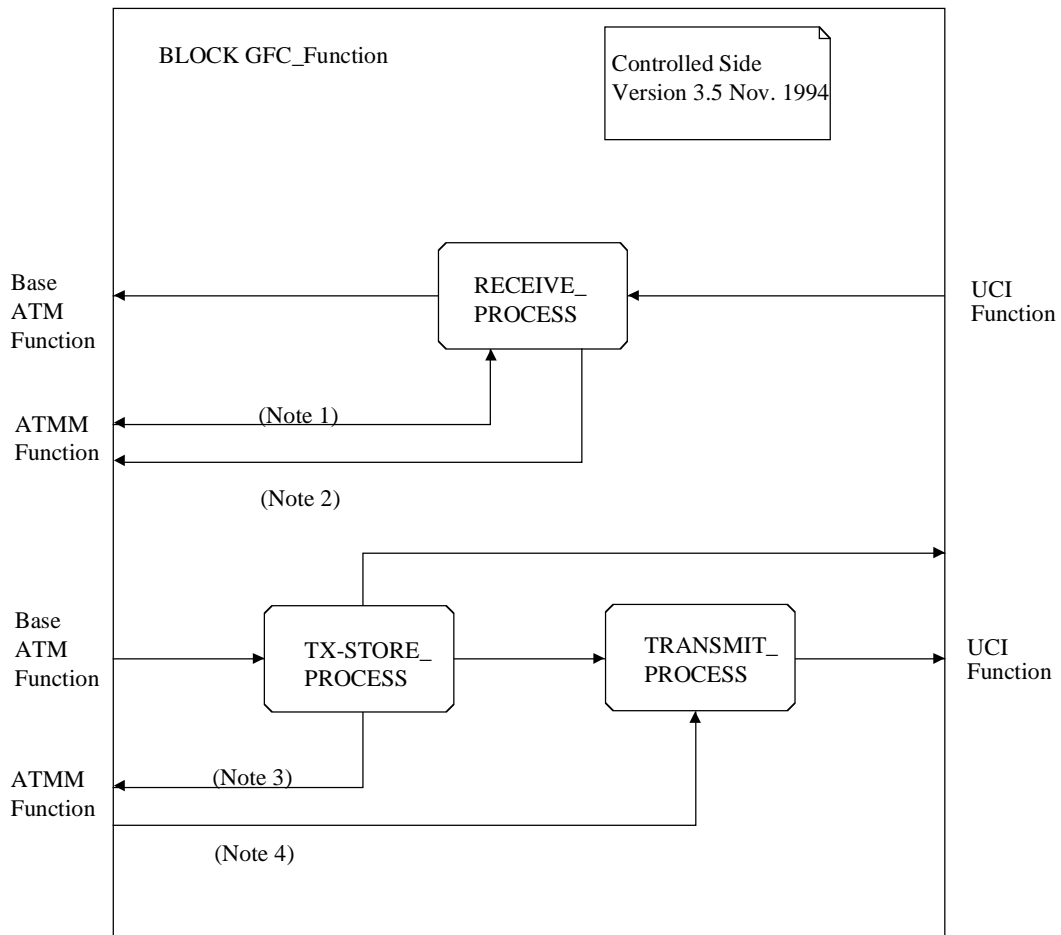 BLOCK GFC_Function
Controlled Side
Version 3.5 Nov. 1994
Base
ATM
Function
RECEIVE_
PROCESS
UCI
Function
ATMM
Function
(Note 1)
(Note 2)
Base
ATM
Function
TX-STORE_
PROCESS
TRANSMIT_
PROCESS
UCI
Function
ATMM
Function
(Note 3)
(Note 4)